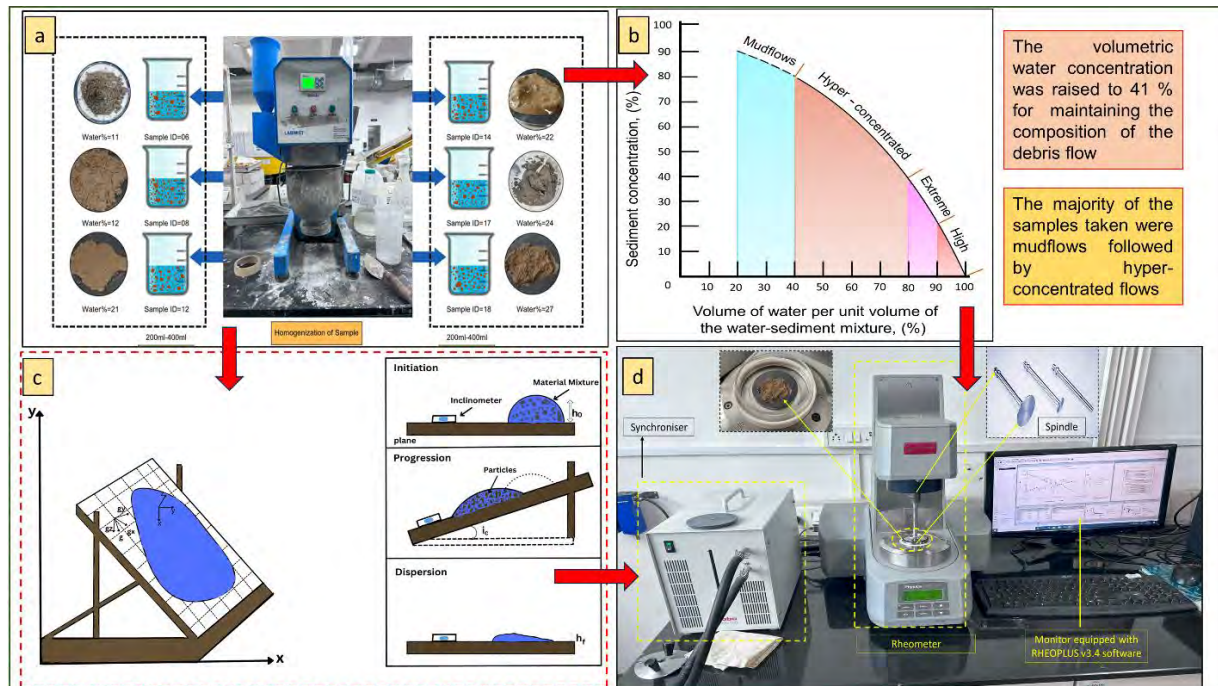 a
Water%=11
Sample ID=06
Water%=12
Sample ID=08
Water%=21
Sample ID=12
200ml-400ml
LABMIXT
Homogenization of Sample
Sample ID=14
Water%=22
Sample ID=17
Water%=24
Sample ID=18
Water%=27
200ml-400ml
b
Sediment concentration, (%)
100
90
80
70
60
50
40
30
20
10
0
Mudflows
Hyper - concentrated
Extreme
High
10 20 30 40 50 60 70 80 90 100
Volume of water per unit volume of
the water-sediment mixture, (%)
The volumetric
water concentration
was raised to 41 %
for maintaining the
composition of the
debris flow
The majority of the
samples taken were
mudflows followed
by hyper-
concentrated flows
c
y
x
gy
gz
gx
g
Initiation
Material Mixture
Inclinometer
h0
plane
Progression
Particles
Dispersion
hf
d
Synchroniser
Spindle
Rheometer
Monitor equipped with
RHEOPLUS v3.4 software